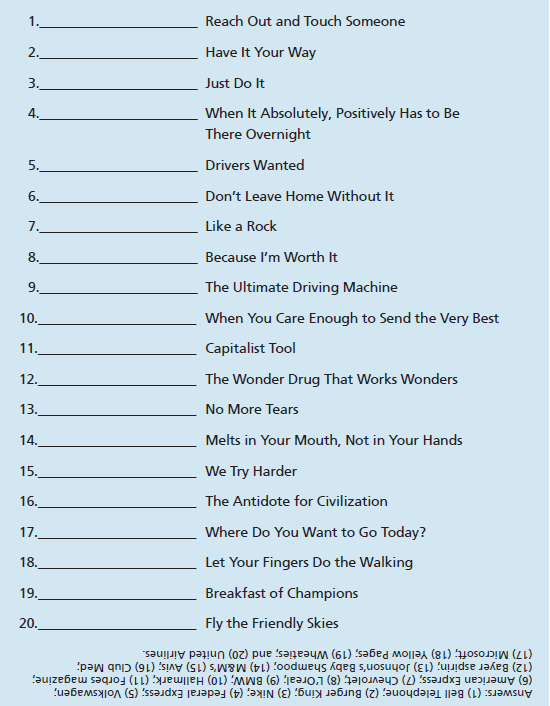 1.____________________ Reach Out and Touch Someone
2.____________________ Have It Your Way
3.____________________ Just Do It
4.____________________ When It Absolutely, Positively Has to Be
There Overnight
5.____________________ Drivers Wanted
6.____________________ Don't Leave Home Without It
7.____________________ Like a Rock
8.____________________ Because I'm Worth It
9.____________________ The Ultimate Driving Machine
10.____________________ When You Care Enough to Send the Very Best
11.____________________ Capitalist Tool
12.____________________ The Wonder Drug That Works Wonders
13.____________________ No More Tears
14.____________________ Melts in Your Mouth, Not in Your Hands
15.____________________ We Try Harder
16.____________________ The Antidote for Civilization
17.____________________ Where Do You Want to Go Today?
18.____________________ Let Your Fingers Do the Walking
19.____________________ Breakfast of Champions
20.____________________ Fly the Friendly Skies
Answers: (1) Bell Telephone; (2) Burger King; (3) Nike; (4) Federal Express; (5) Volkswagen;
(6) American Express; (7) Chevrolet; (8) L'Oreal; (9) BMW; (10) Hallmark; (11) Forbes magazine;
(12) Bayer aspirin; (13) Johnson's Baby Shampoo; (14) M&M's (15) Avis; (16) Club Med;
(17) Microsoft; (18) Yellow Pages; (19) Wheaties; and (20) United Airlines.